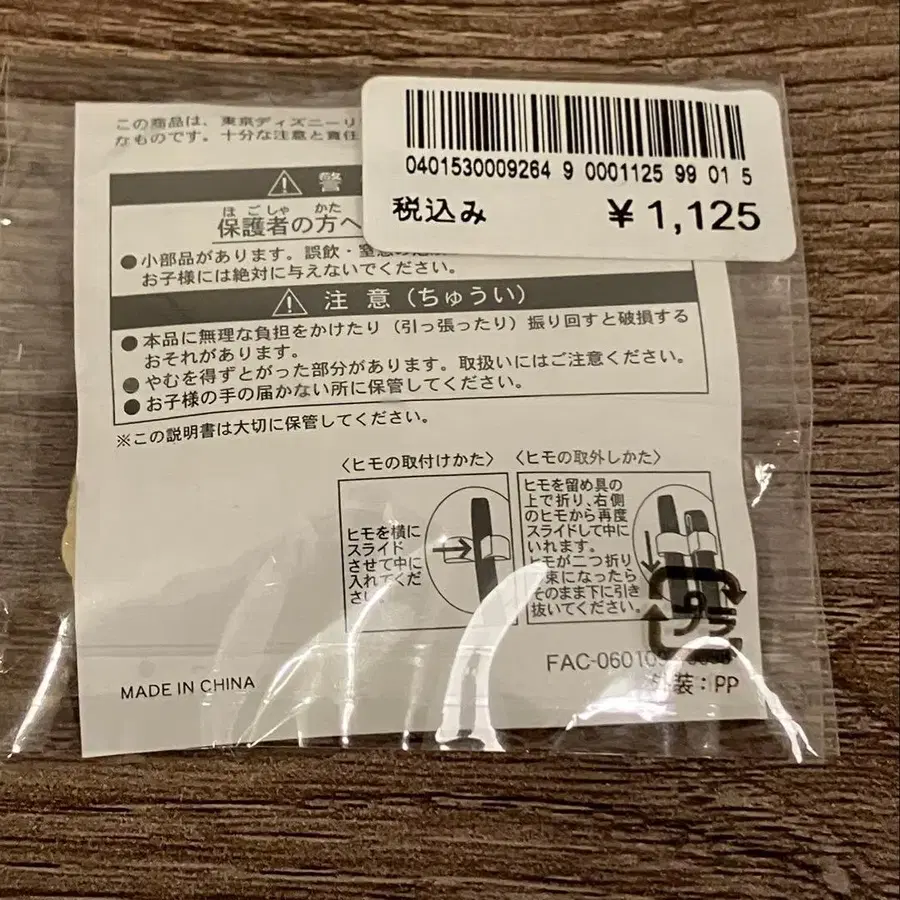 この商品は、東京ディズニーリ
なものです。十分な注意と責任
0401530009264 9 0001125 99 01 5
税込み ¥1,125
⚠ 警
ほごしゃ かた
保護者の方へ
●小部品があります。誤飲・窒息の危険
お子様には絶対に与えないでください。
⚠ 注 意(ちゅうい)
●本品に無理な負担をかけたり(引っ張ったり)振り回すと破損する
おそれがあります。
●やむを得ずとがった部分があります。取扱いにはご注意ください。
●お子様の手の届かない所に保管してください。
※この説明書は大切に保管してください。
〈ヒモの取付けかた〉
ヒモを横に
スライド
させて中に
入れてくだ
さい。
〈ヒモの取外しかた〉
ヒモを留め具の
上で折り、右側
のヒモから再度
スライドして中に
いれます。
ヒモが二つ折り
束になったら
そのまま下に引き
抜いてください。
プラ
FAC-06010
外装:PP
MADE IN CHINA